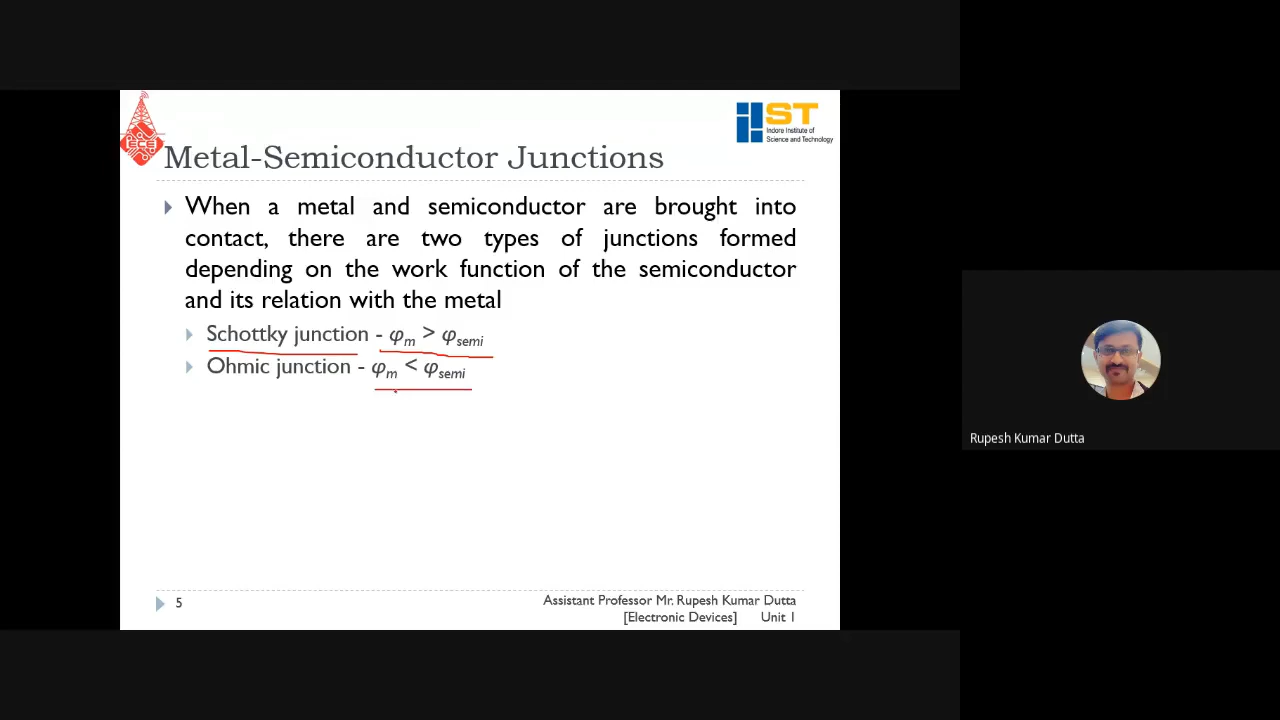 ECE
ST
Indore Institute of
Science and Technology
Metal-Semiconductor Junctions
When a metal and semiconductor are brought into
contact, there are two types of junctions formed
depending on the work function of the semiconductor
and its relation with the metal
Schottky junction - φm > φsemi
Ohmic junction - φm < φsemi
Rupesh Kumar Dutta
5
Assistant Professor Mr. Rupesh Kumar Dutta
[Electronic Devices] Unit 1